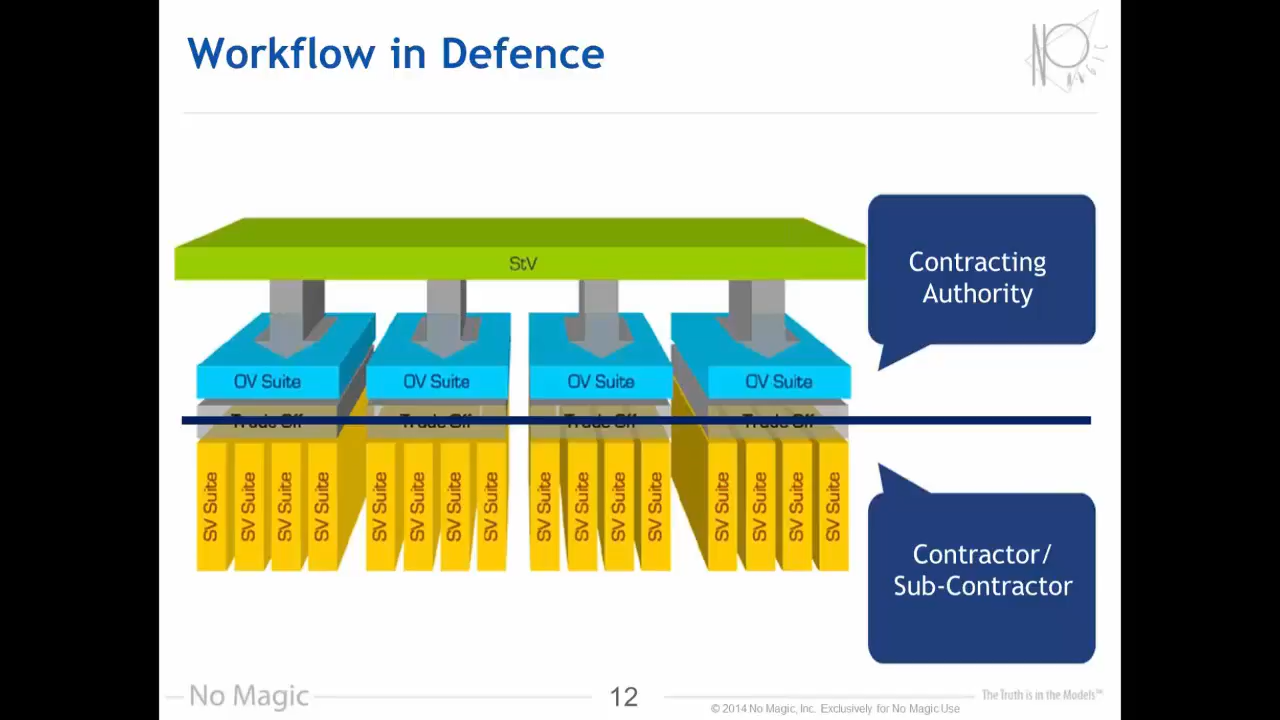 Workflow in Defence
NO MAGIC
StV
Contracting
Authority
OV Suite OV Suite OV Suite OV Suite
Trade Off Trade Off Trade Off Trade Off
SV Suite SV Suite SV Suite SV Suite SV Suite SV Suite SV Suite SV Suite SV Suite SV Suite SV Suite SV Suite SV Suite SV Suite SV Suite SV Suite
Contractor/
Sub-Contractor
No Magic
12
© 2014 No Magic, Inc. Exclusively for No Magic Use
The Truth is in the Models™